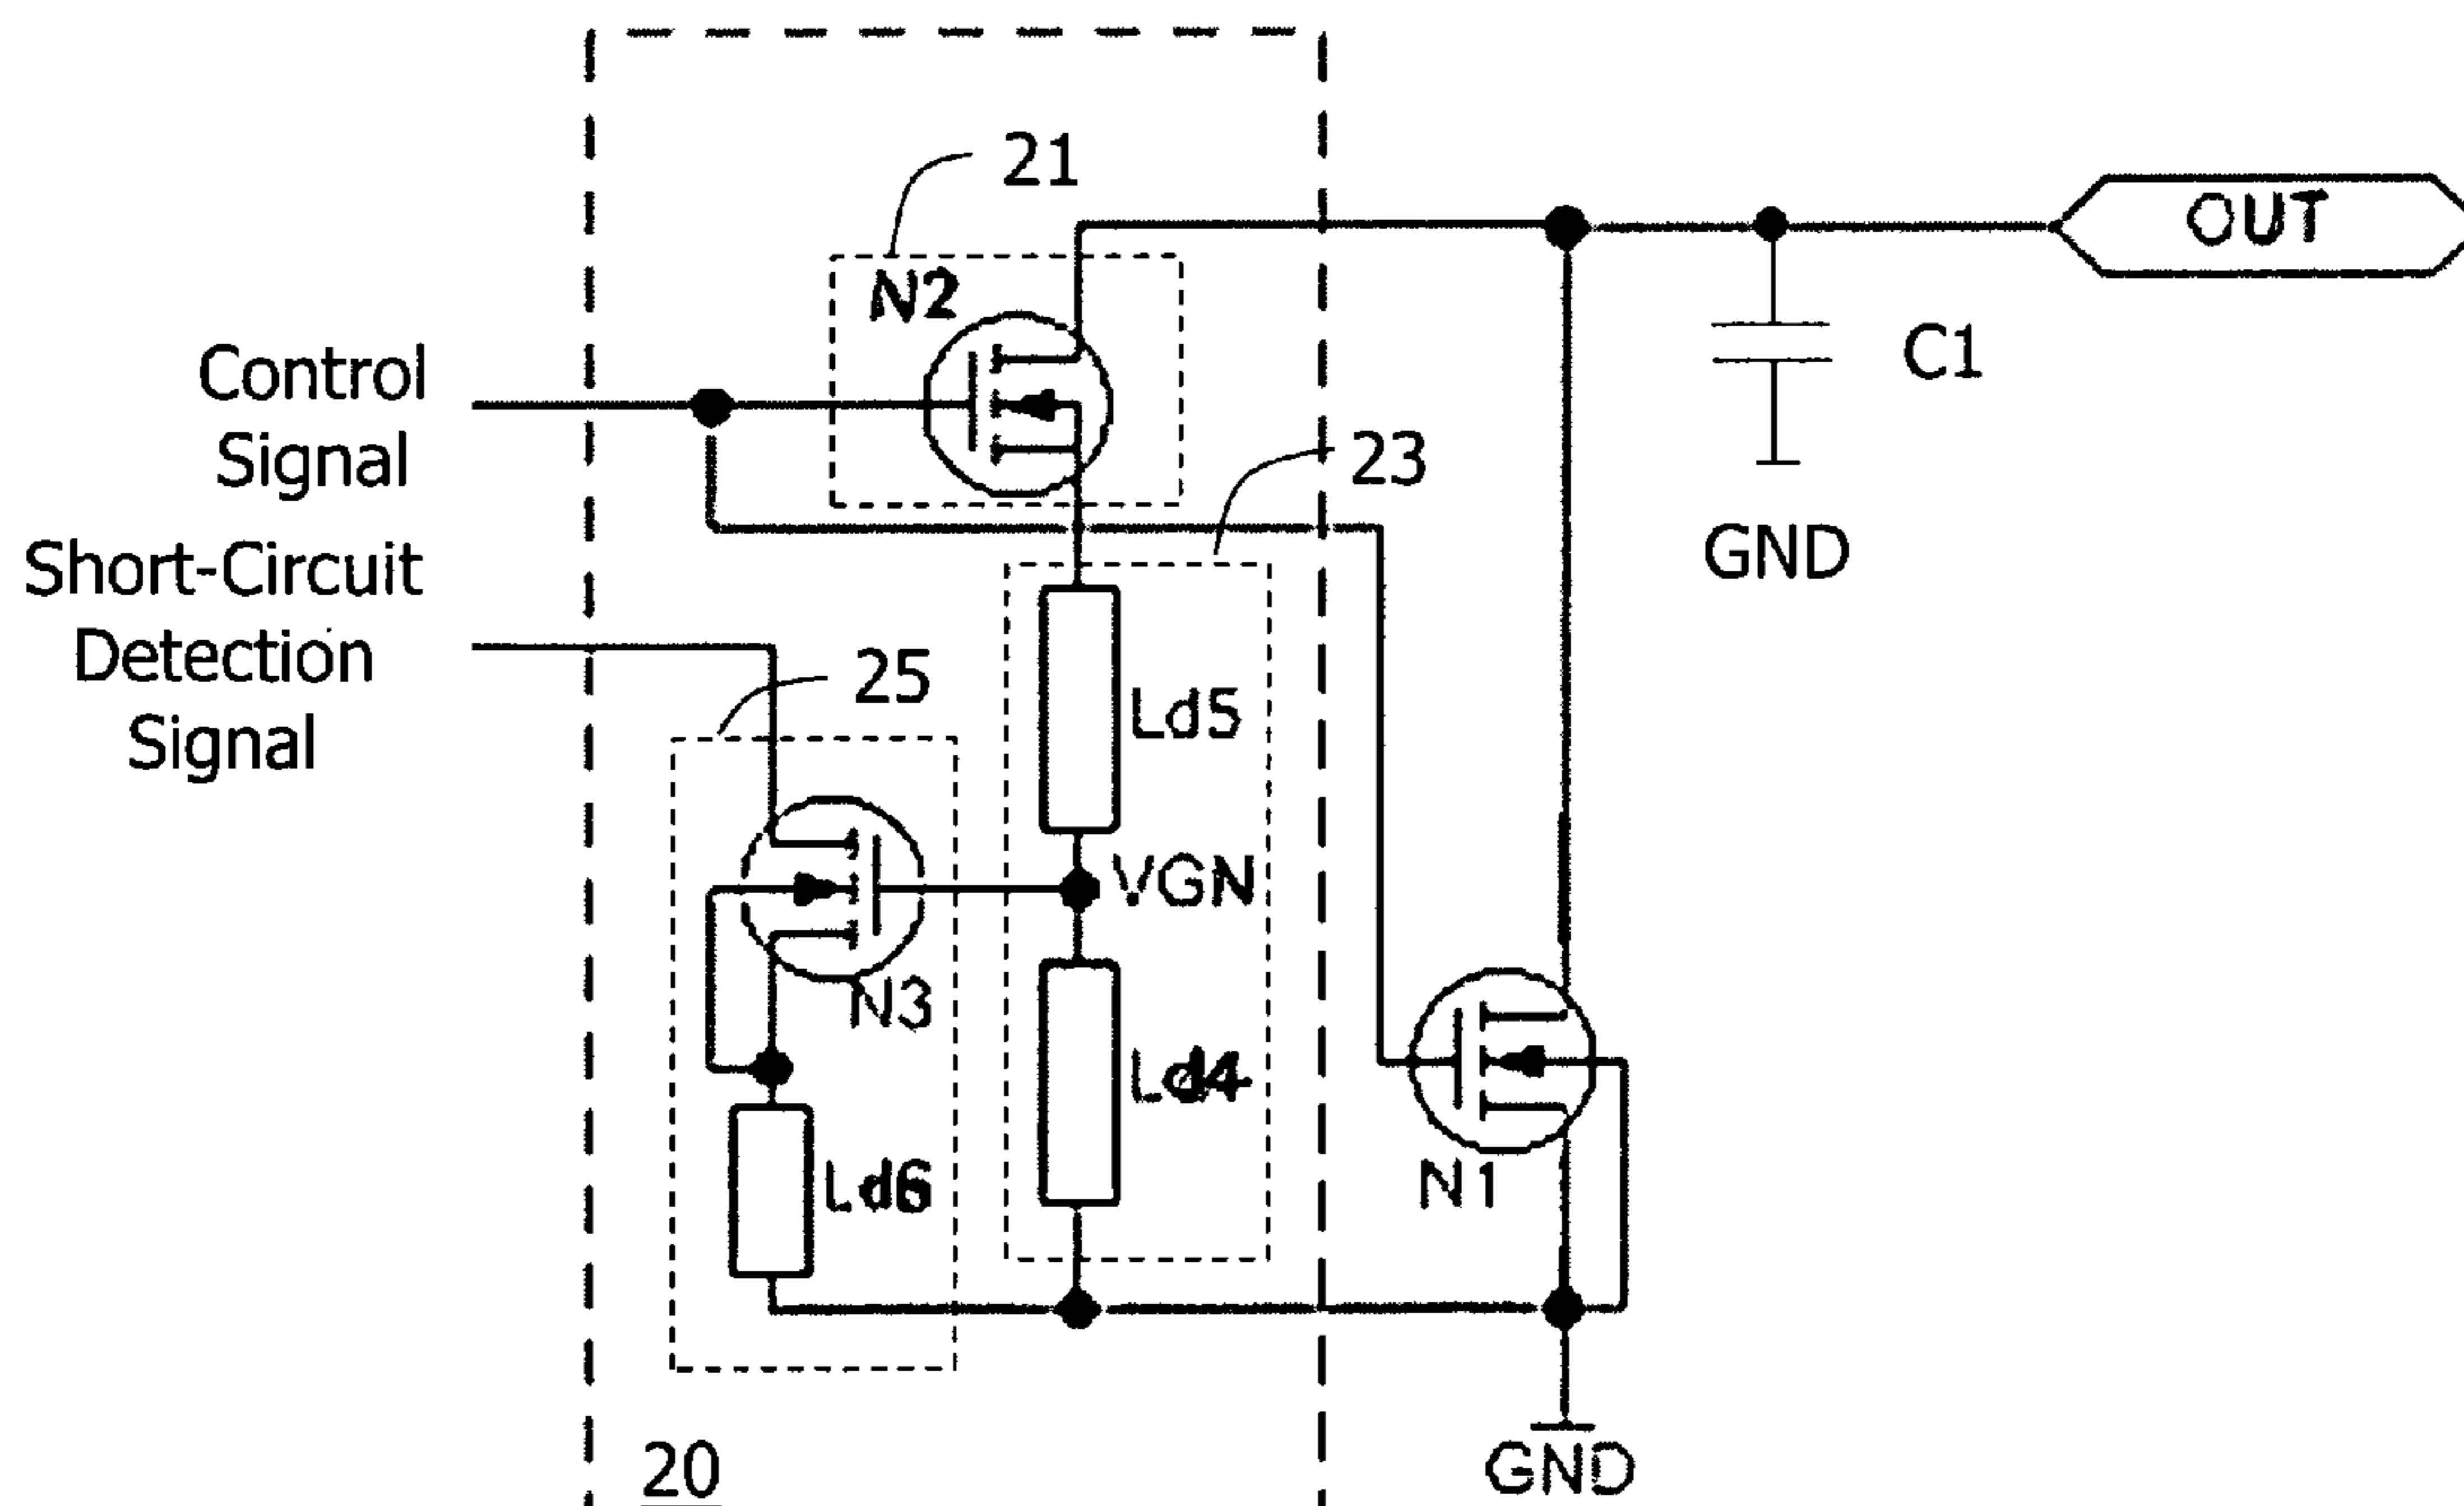 21
OUT
N2
Control
Signal
C1
23
GND
Short-Circuit
Detection
Signal
25
Ld5
VGN
N3
Ld4
Ld6
N1
20
GND